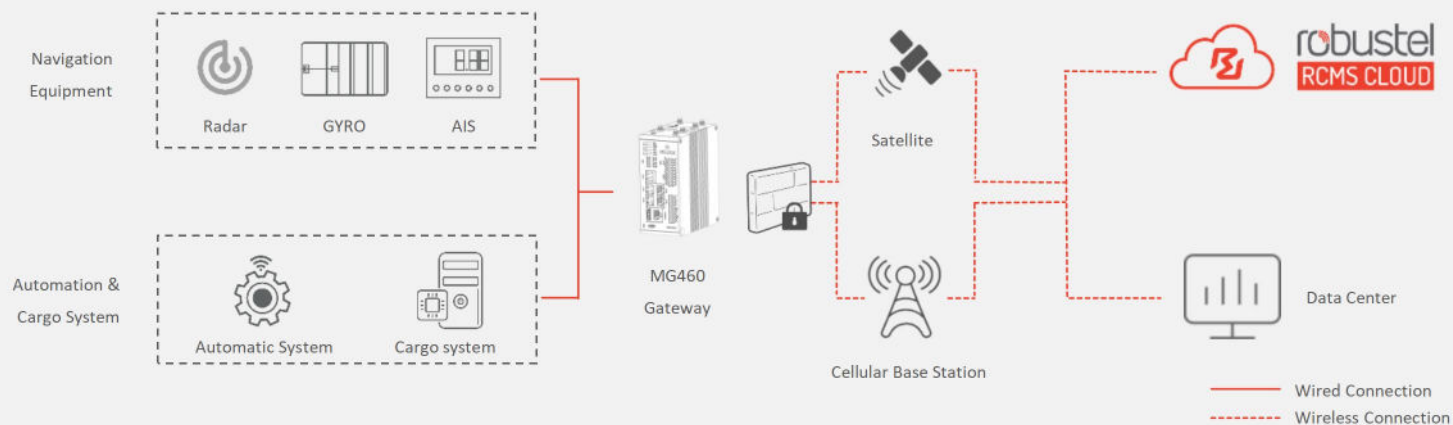 Navigation
Equipment
Radar
GYRO
AIS
Automation &
Cargo System
Automatic System
Cargo system
MG460
Gateway
Satellite
Cellular Base Station
robustel
RCMS CLOUD
Data Center
Wired Connection
Wireless Connection